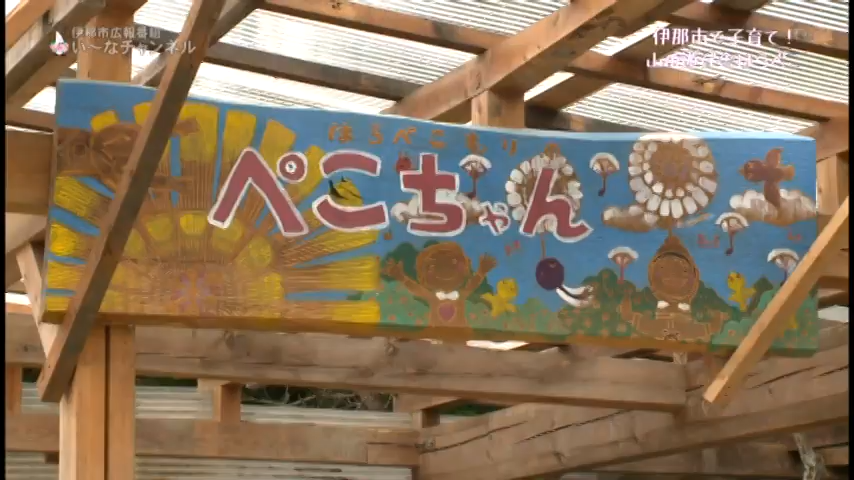 伊那市広報番組
い〜なチャンネル
伊那市で子育て!
はらぺこもり
ぺこちゃん